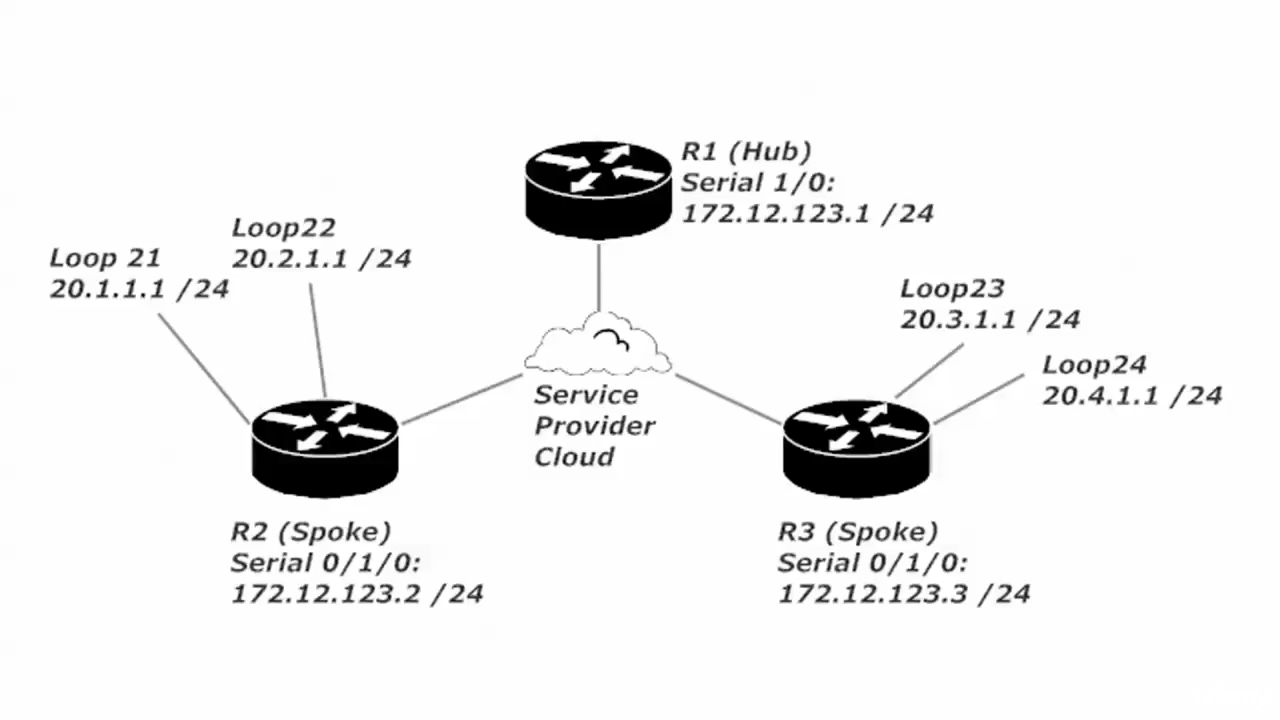 R1 (Hub)
Serial 1/0:
172.12.123.1 /24
Loop22
20.2.1.1 /24
Loop 21
20.1.1.1 /24
Loop23
20.3.1.1 /24
Loop24
20.4.1.1 /24
Service
Provider
Cloud
R2 (Spoke)
Serial 0/1/0:
172.12.123.2 /24
R3 (Spoke)
Serial 0/1/0:
172.12.123.3 /24